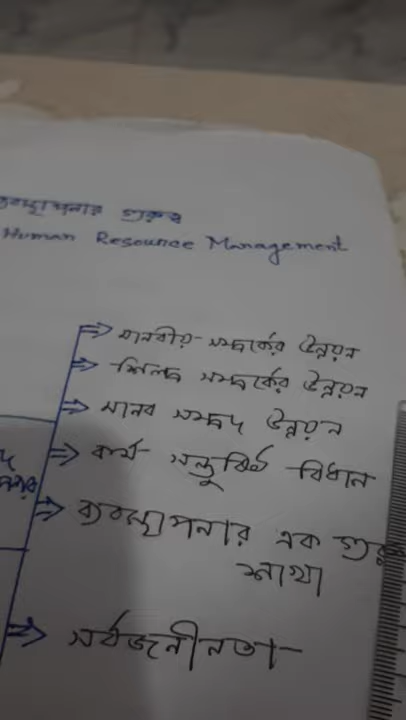 ব্যবস্থাপনার গুরুত্ব
Human Resource Management
⇒ মানবীয় সম্পর্কের উন্নয়ন
⇒ শিল্প সম্পর্কের উন্নয়ন
⇒ মানব সম্পদ উন্নয়ন
⇒ কার্য সন্তুষ্টি বিধান
⇒ ব্যবস্থাপনার এক
শাখা
⇒ সর্বজনীনতা